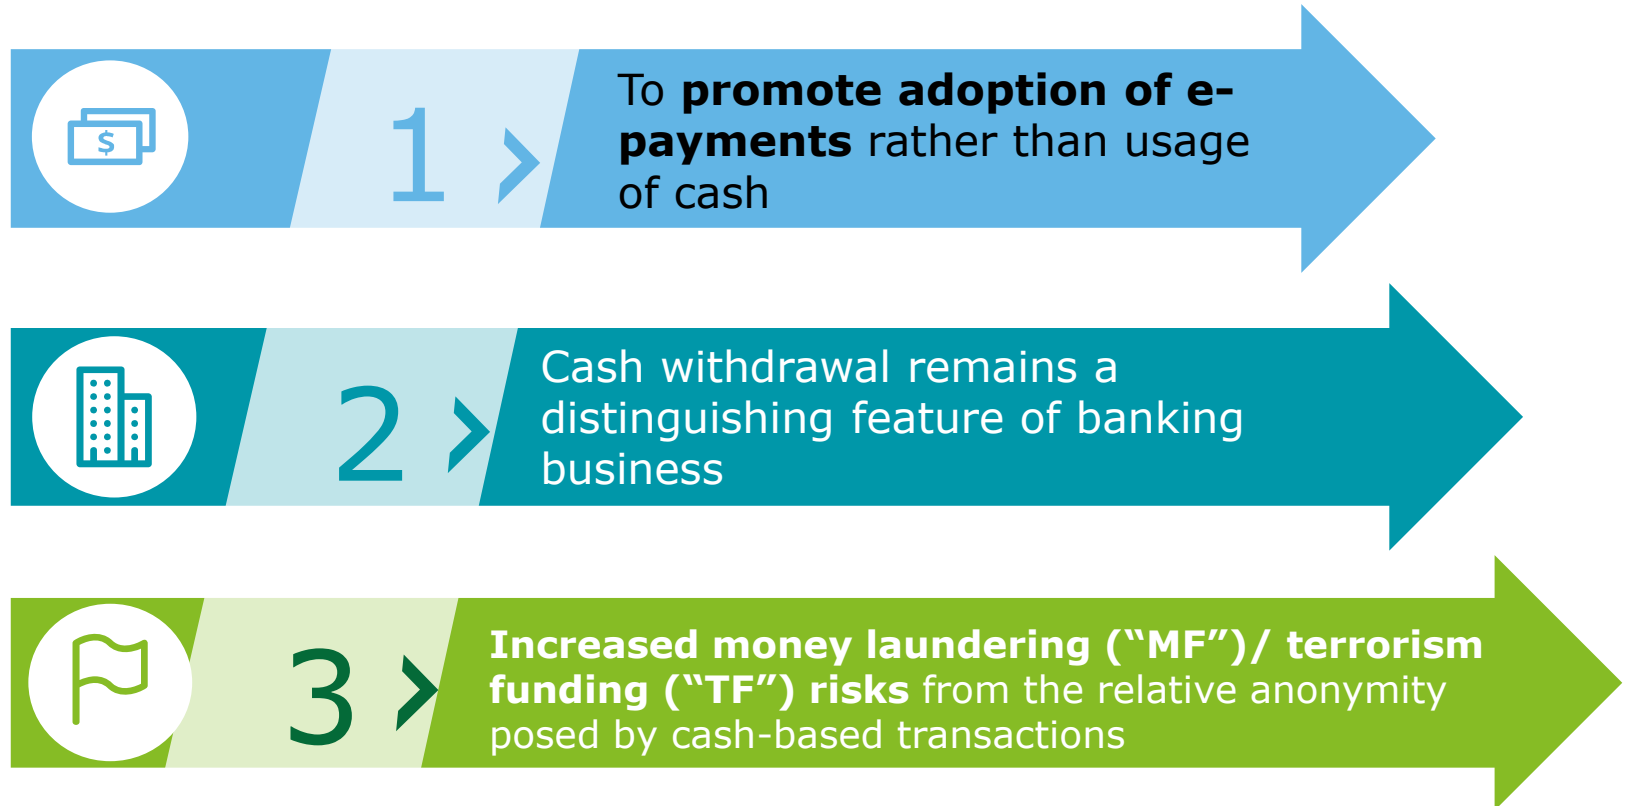 $
1
To promote adoption of e-
payments rather than usage
of cash
2
Cash withdrawal remains a
distinguishing feature of banking
business
3
Increased money laundering (“MF”)/ terrorism
funding (“TF”) risks from the relative anonymity
posed by cash-based transactions